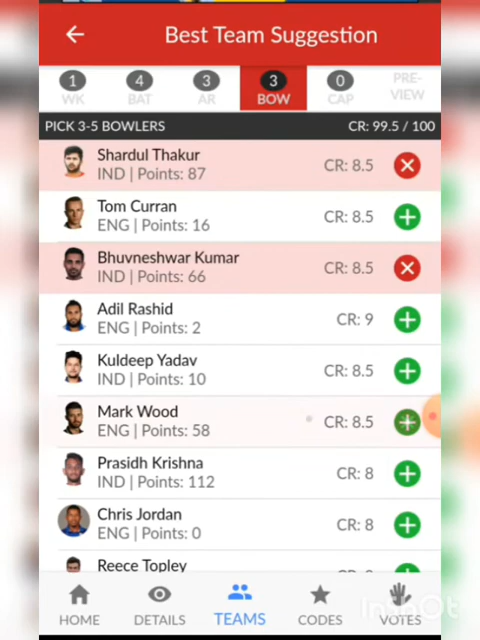 Best Team Suggestion
1 4 3 3 0
WK BAT AR BOW CAP PRE-VIEW
PICK 3-5 BOWLERS CR: 99.5 / 100
Shardul Thakur
IND | Points: 87 CR: 8.5
Tom Curran
ENG | Points: 16 CR: 8.5
Bhuvneshwar Kumar
IND | Points: 66 CR: 8.5
Adil Rashid
ENG | Points: 2 CR: 9
Kuldeep Yadav
IND | Points: 10 CR: 8.5
Mark Wood
ENG | Points: 58 CR: 8.5
Prasidh Krishna
IND | Points: 112 CR: 8
Chris Jordan
ENG | Points: 0 CR: 8
Reece Topley
HOME DETAILS TEAMS CODES VOTES
InShOt